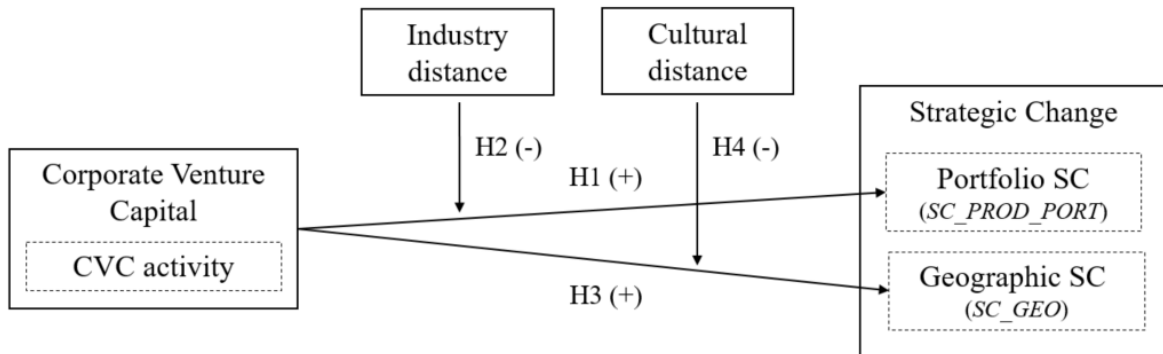 Industry
distance
Cultural
distance
Strategic Change
H2 (-)
H4 (-)
Corporate Venture
Capital
H1 (+)
Portfolio SC
(SC_PROD_PORT)
CVC activity
Geographic SC
(SC_GEO)
H3 (+)